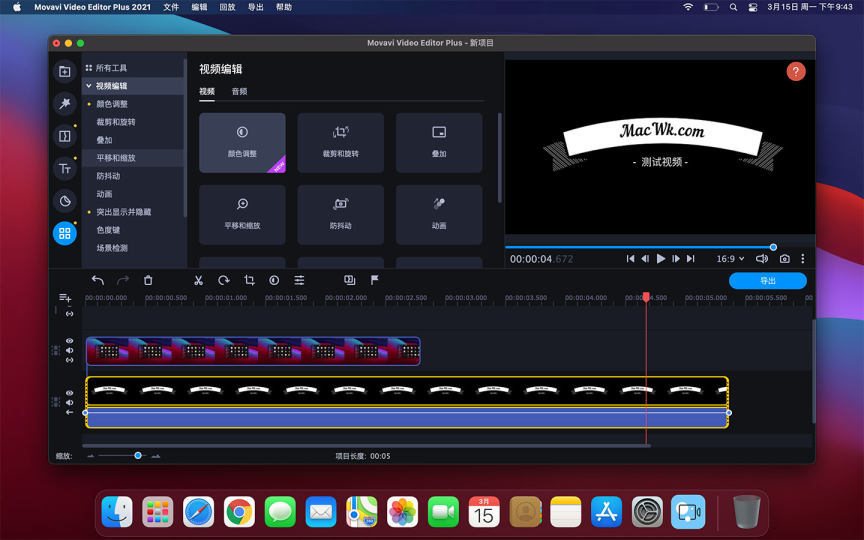 Movavi Video Editor Plus 2021 文件 编辑 回放 导出 帮助
3月15日 周一 下午9:43
Movavi Video Editor Plus - 新项目
所有工具
视频编辑
颜色调整
裁剪和旋转
叠加
平移和缩放
防抖动
动画
突出显示并隐藏
色度键
场景检测
视频编辑
视频 音频
颜色调整
NEW
裁剪和旋转
叠加
平移和缩放
防抖动
动画
?
MacWk.com
- 测试视频 -
00:00:04.672
16:9
导出
00:00:00.000 00:00:00.500 00:00:01.000 00:00:01.500 00:00:02.000 00:00:02.500 00:00:03.000 00:00:03.500 00:00:04.000 00:00:05.000 00:00:05.500
缩放:
项目长度: 00:05
3月
15